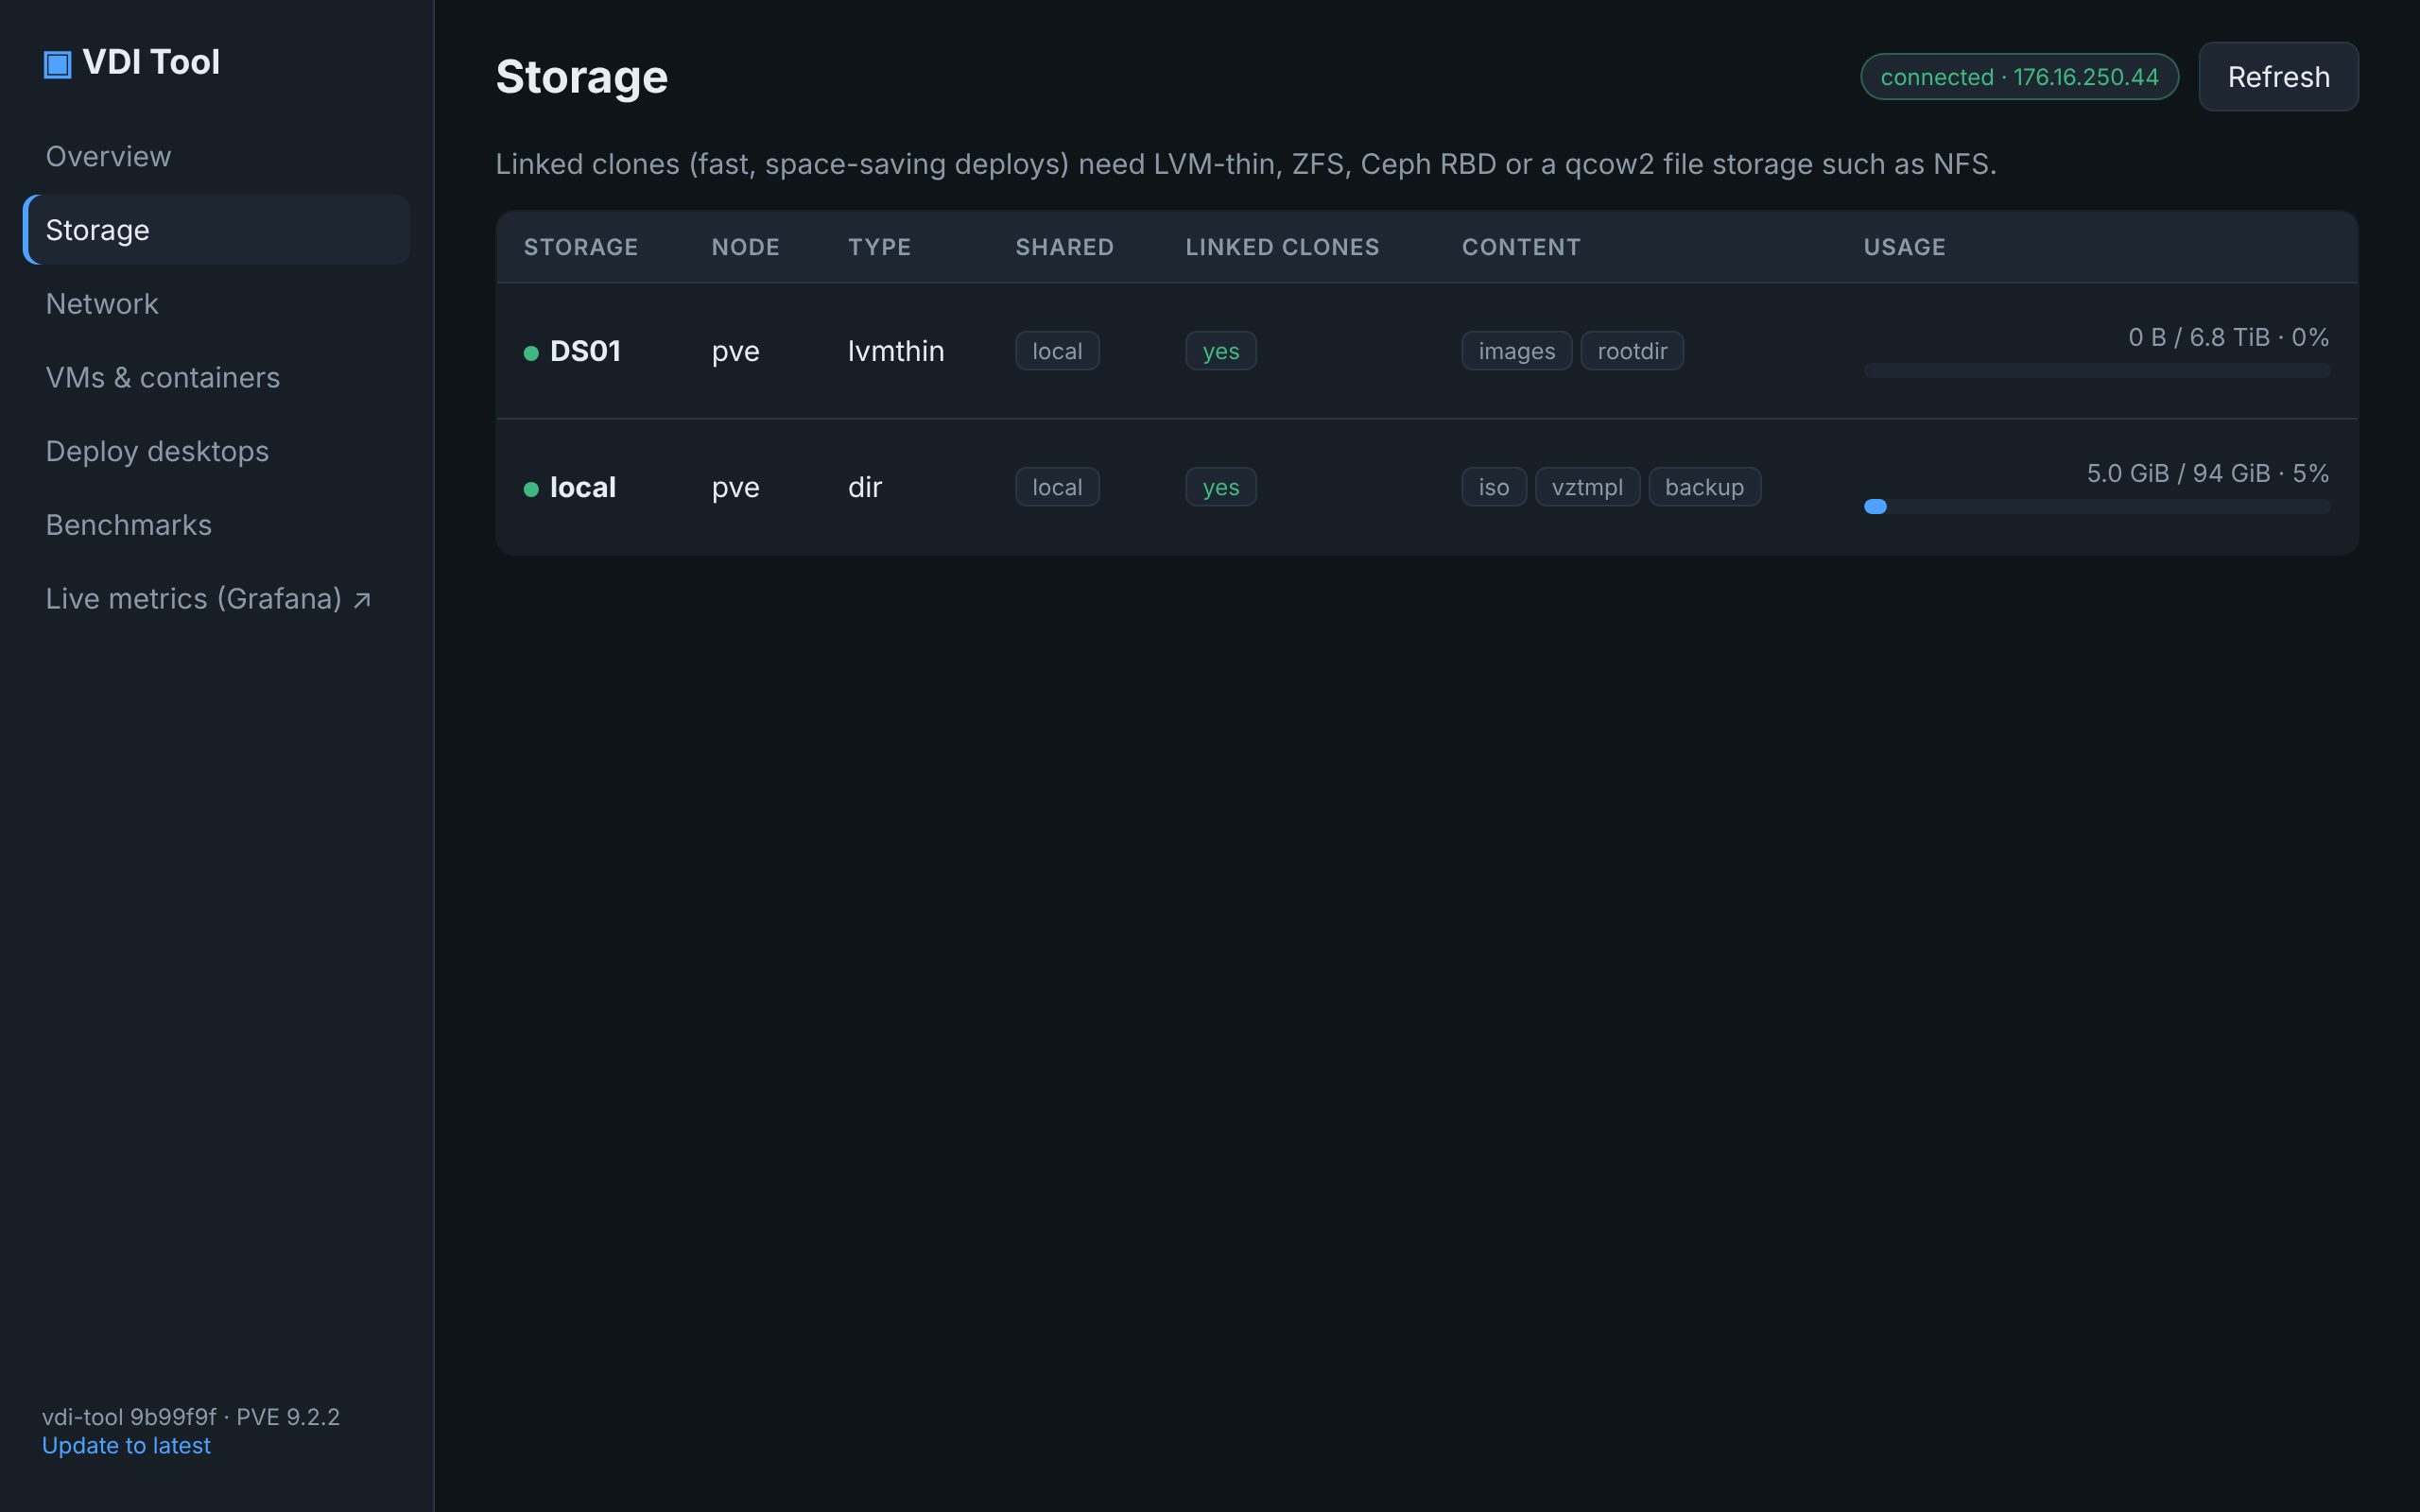 VDI Tool
Overview
Storage
Network
VMs & containers
Deploy desktops
Benchmarks
Live metrics (Grafana) ↗
vdi-tool 9b99f9f · PVE 9.2.2
Update to latest
Storage
connected · 176.16.250.44
Refresh
Linked clones (fast, space-saving deploys) need LVM-thin, ZFS, Ceph RBD or a qcow2 file storage such as NFS.
STORAGE NODE TYPE SHARED LINKED CLONES CONTENT USAGE
DS01 pve lvmthin local yes images rootdir 0 B / 6.8 TiB · 0%
local pve dir local yes iso vztmpl backup 5.0 GiB / 94 GiB · 5%